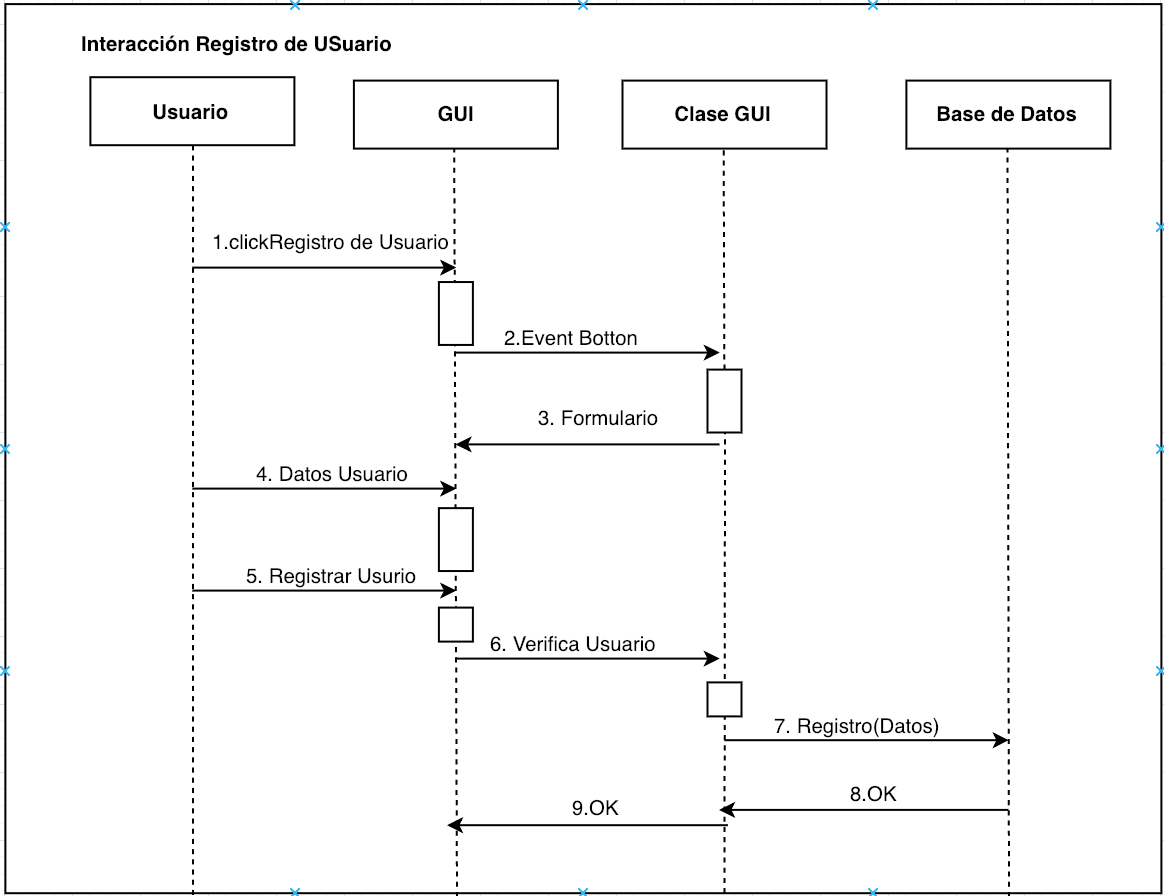 Interacción Registro de USuario
Usuario
GUI
Clase GUI
Base de Datos
1.clickRegistro de Usuario
2.Event Botton
3. Formulario
4. Datos Usuario
5. Registrar Usurio
6. Verifica Usuario
7. Registro(Datos)
8.OK
9.OK